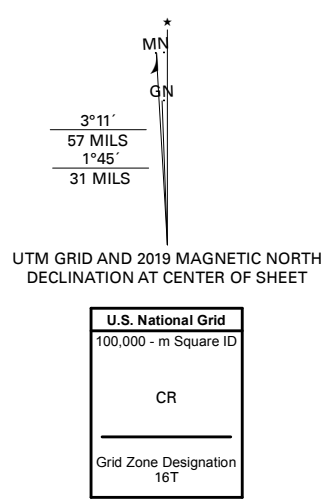 MN
GN
3°11´
57 MILS
1°45´
31 MILS
UTM GRID AND 2019 MAGNETIC NORTH
DECLINATION AT CENTER OF SHEET
U.S. National Grid
100,000 - m Square ID
CR
Grid Zone Designation
16T